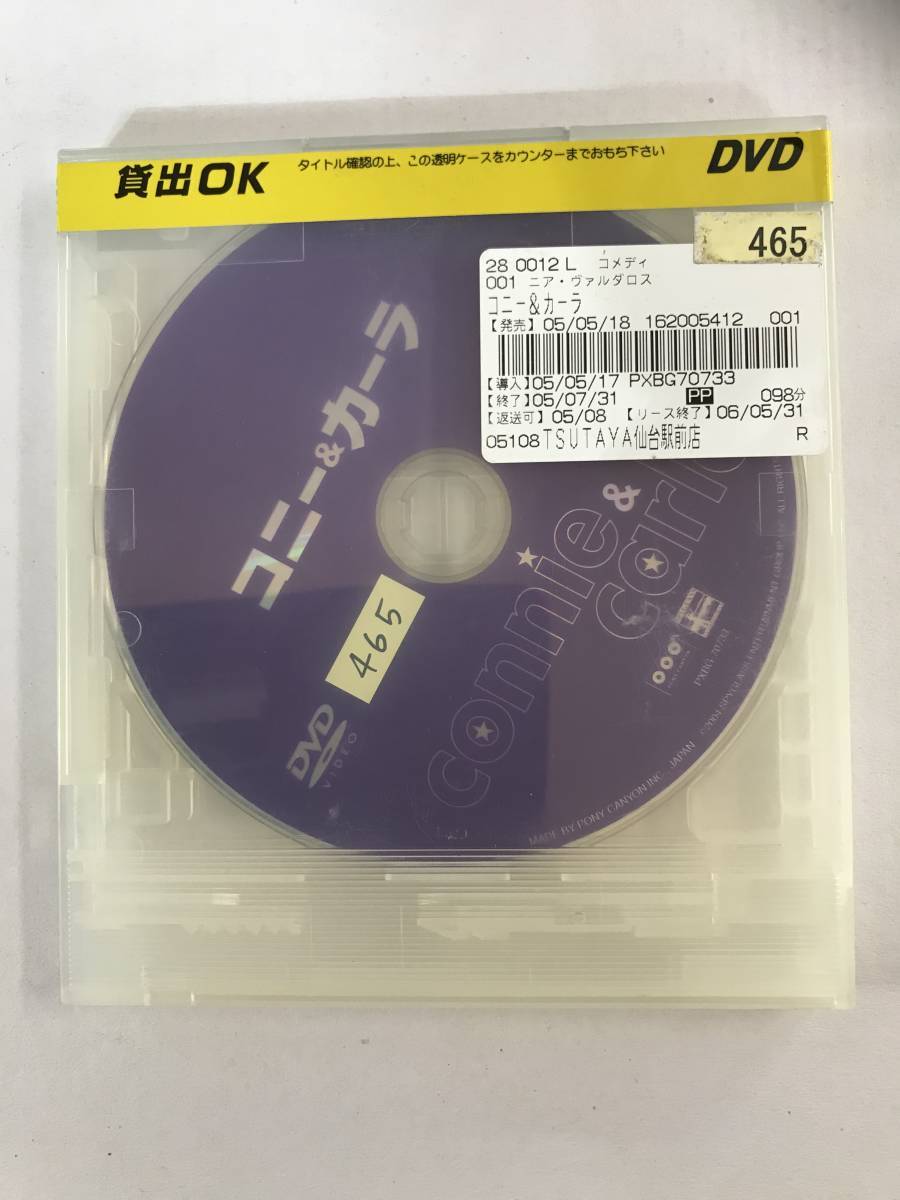 貸出OK
タイトル確認の上、この透明ケースをカウンターまでおもち下さい
DVD
465
28 0012 L コメディ
001 ニア・ヴァルダロス
コニー&カーラ
【発売】05/05/18 162005412 001
【導入】05/05/17 PXBG70733
【終了】05/07/31 PP 098分
【返送可】05/08 【リース終了】06/05/31
05108 TSUTAYA仙台駅前店 R
コニー&カーラ
465
connie &
carla
DVD
VIDEO
PXBG-70733
MADE BY PONY CANYON INC., JAPAN
©2004 SPYGLASS ENTERTAINMENT GROUP